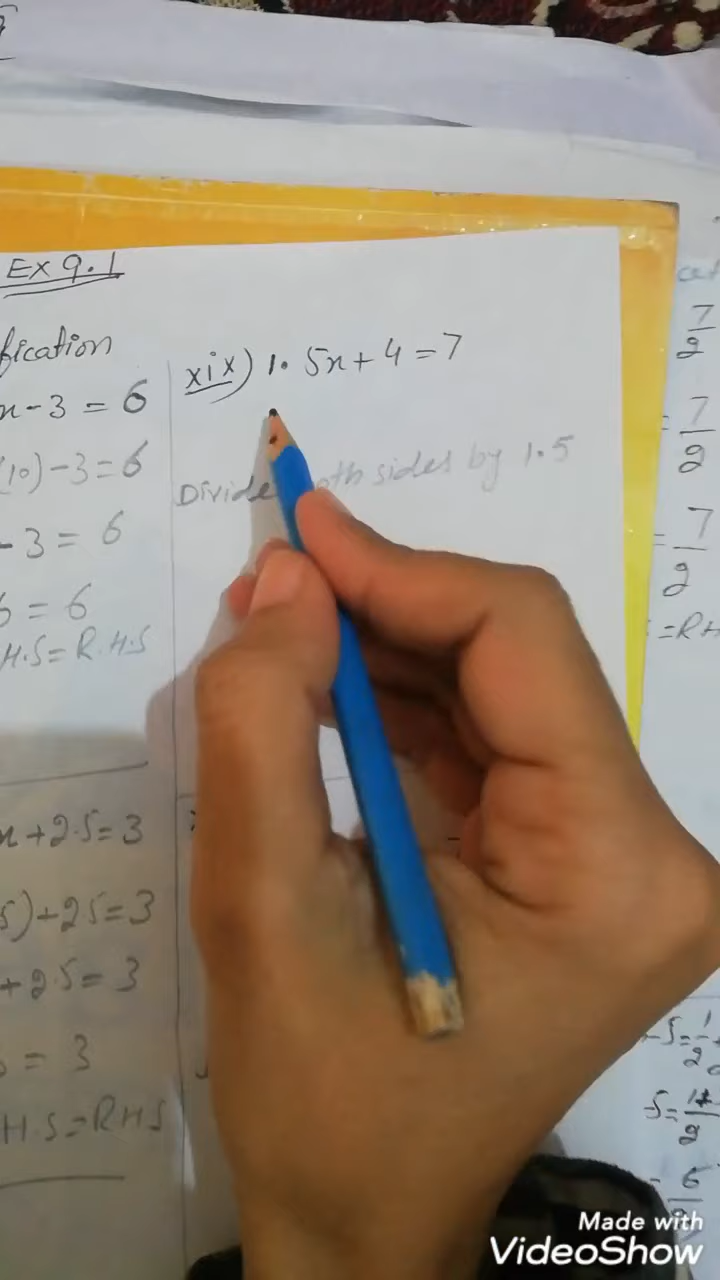 Ex 9.1
fication
x - 3 = 6
(10) - 3 = 6
- 3 = 6
6 = 6
H.S = R.H.S
x + 2.5 = 3
5) + 2.5 = 3
+ 2.5 = 3
= 3
H.S = RHS
xix) 1.5x + 4 = 7
Divide both sides by 1.5
7/2
= 7/2
= 7/2
= RH
Made with
VideoShow